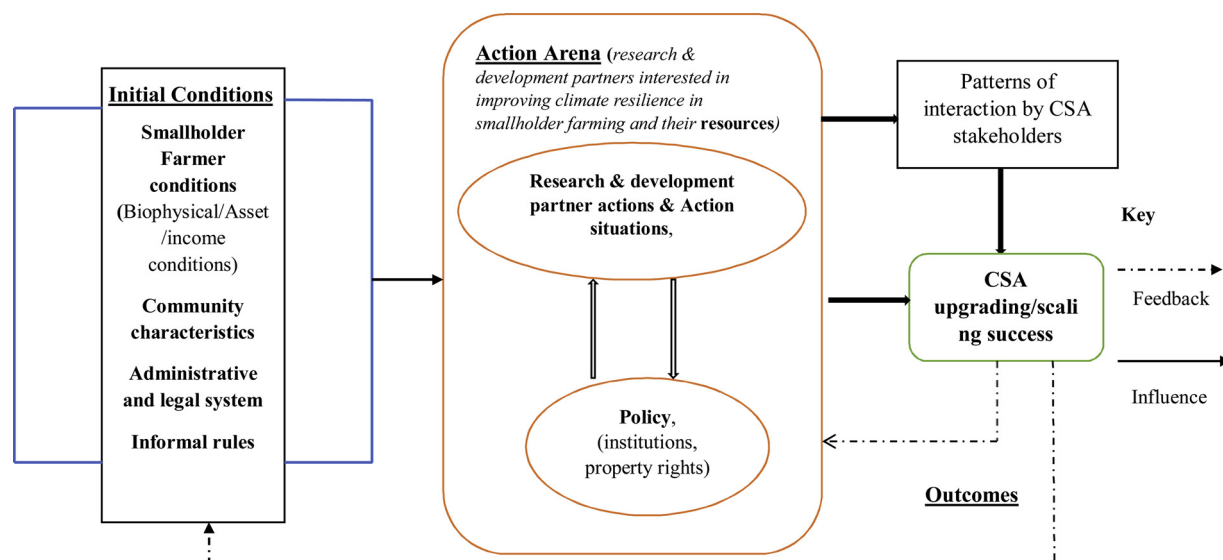 Initial Conditions
Smallholder
Farmer
conditions
(Biophysical/Asset
/income
conditions)
Community
characteristics
Administrative
and legal system
Informal rules
Action Arena (research &
development partners interested in
improving climate resilience in
smallholder farming and their resources)
Research & development
partner actions & Action
situations,
Policy,
(institutions,
property rights)
Patterns of
interaction by CSA
stakeholders
CSA
upgrading/scali
ng success
Outcomes
Key
Feedback
Influence